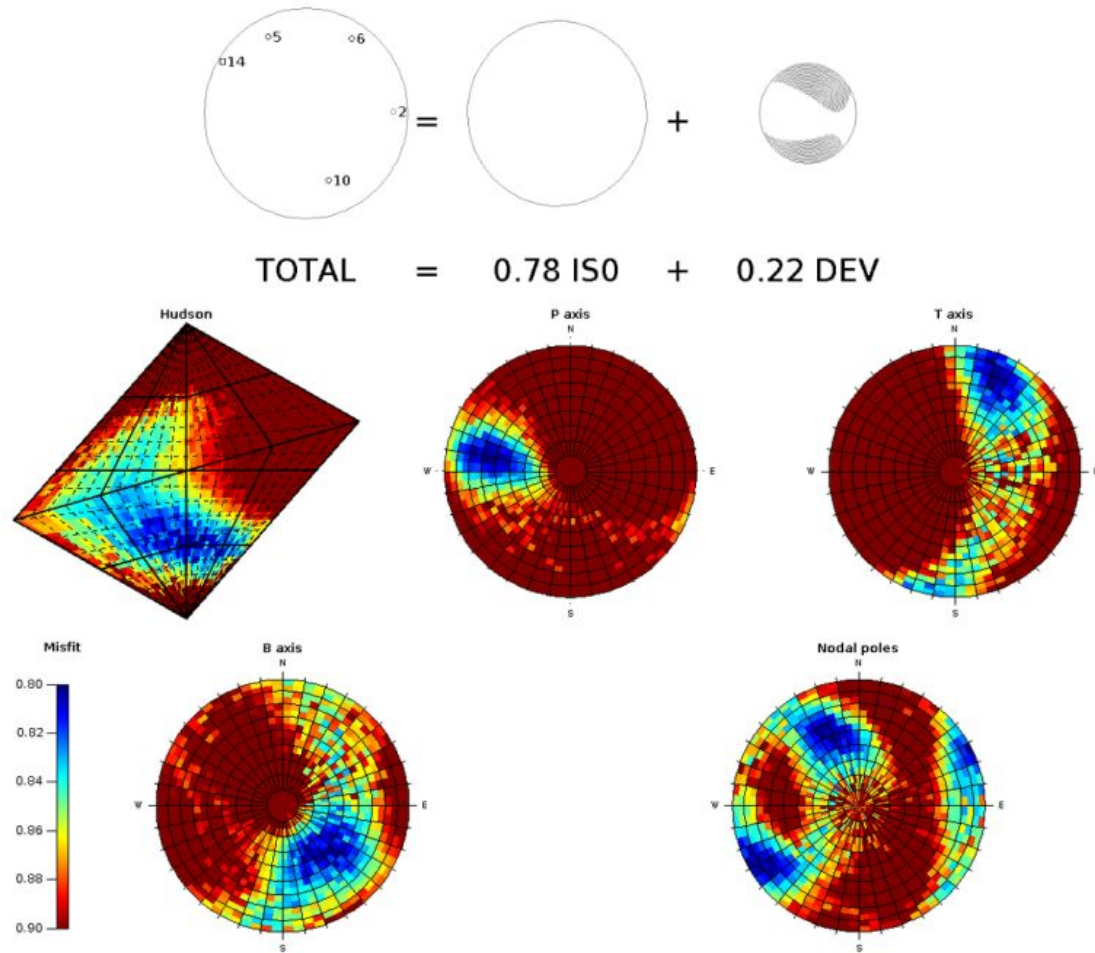 5
6
14
2
10
= +
TOTAL = 0.78 ISO + 0.22 DEV
Hudson
P axis
N
W
E
S
T axis
N
W
S
Misfit
0.80
0.82
0.84
0.86
0.88
0.90
B axis
N
W
E
S
Nodal poles
N
W
E
S